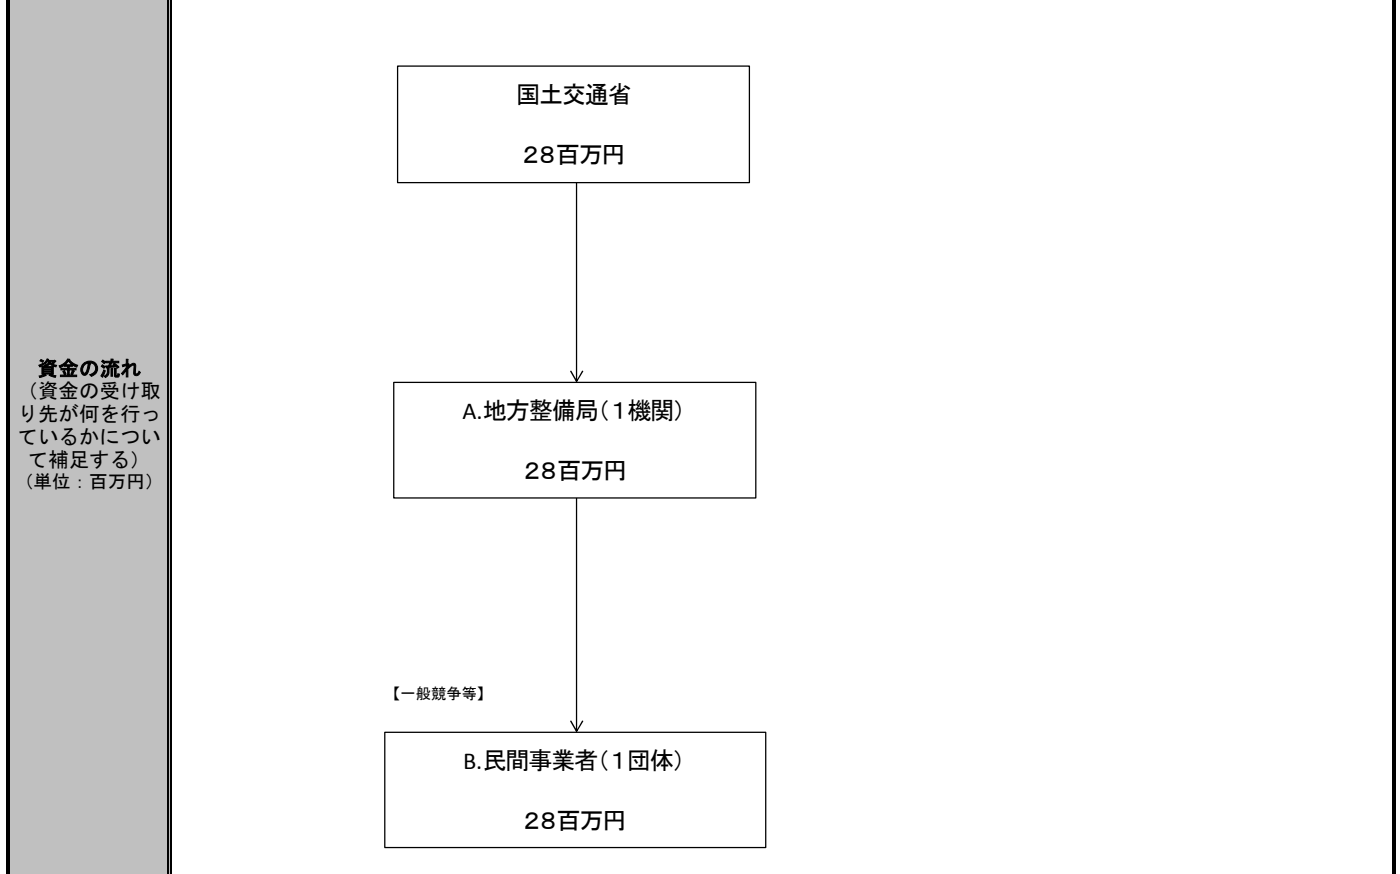 資金の流れ
（資金の受け取
り先が何を行っ
ているかについ
て補足する）
（単位：百万円）
国土交通省
２８百万円
A.地方整備局（１機関）
２８百万円
【一般競争等】
B.民間事業者（１団体）
２８百万円